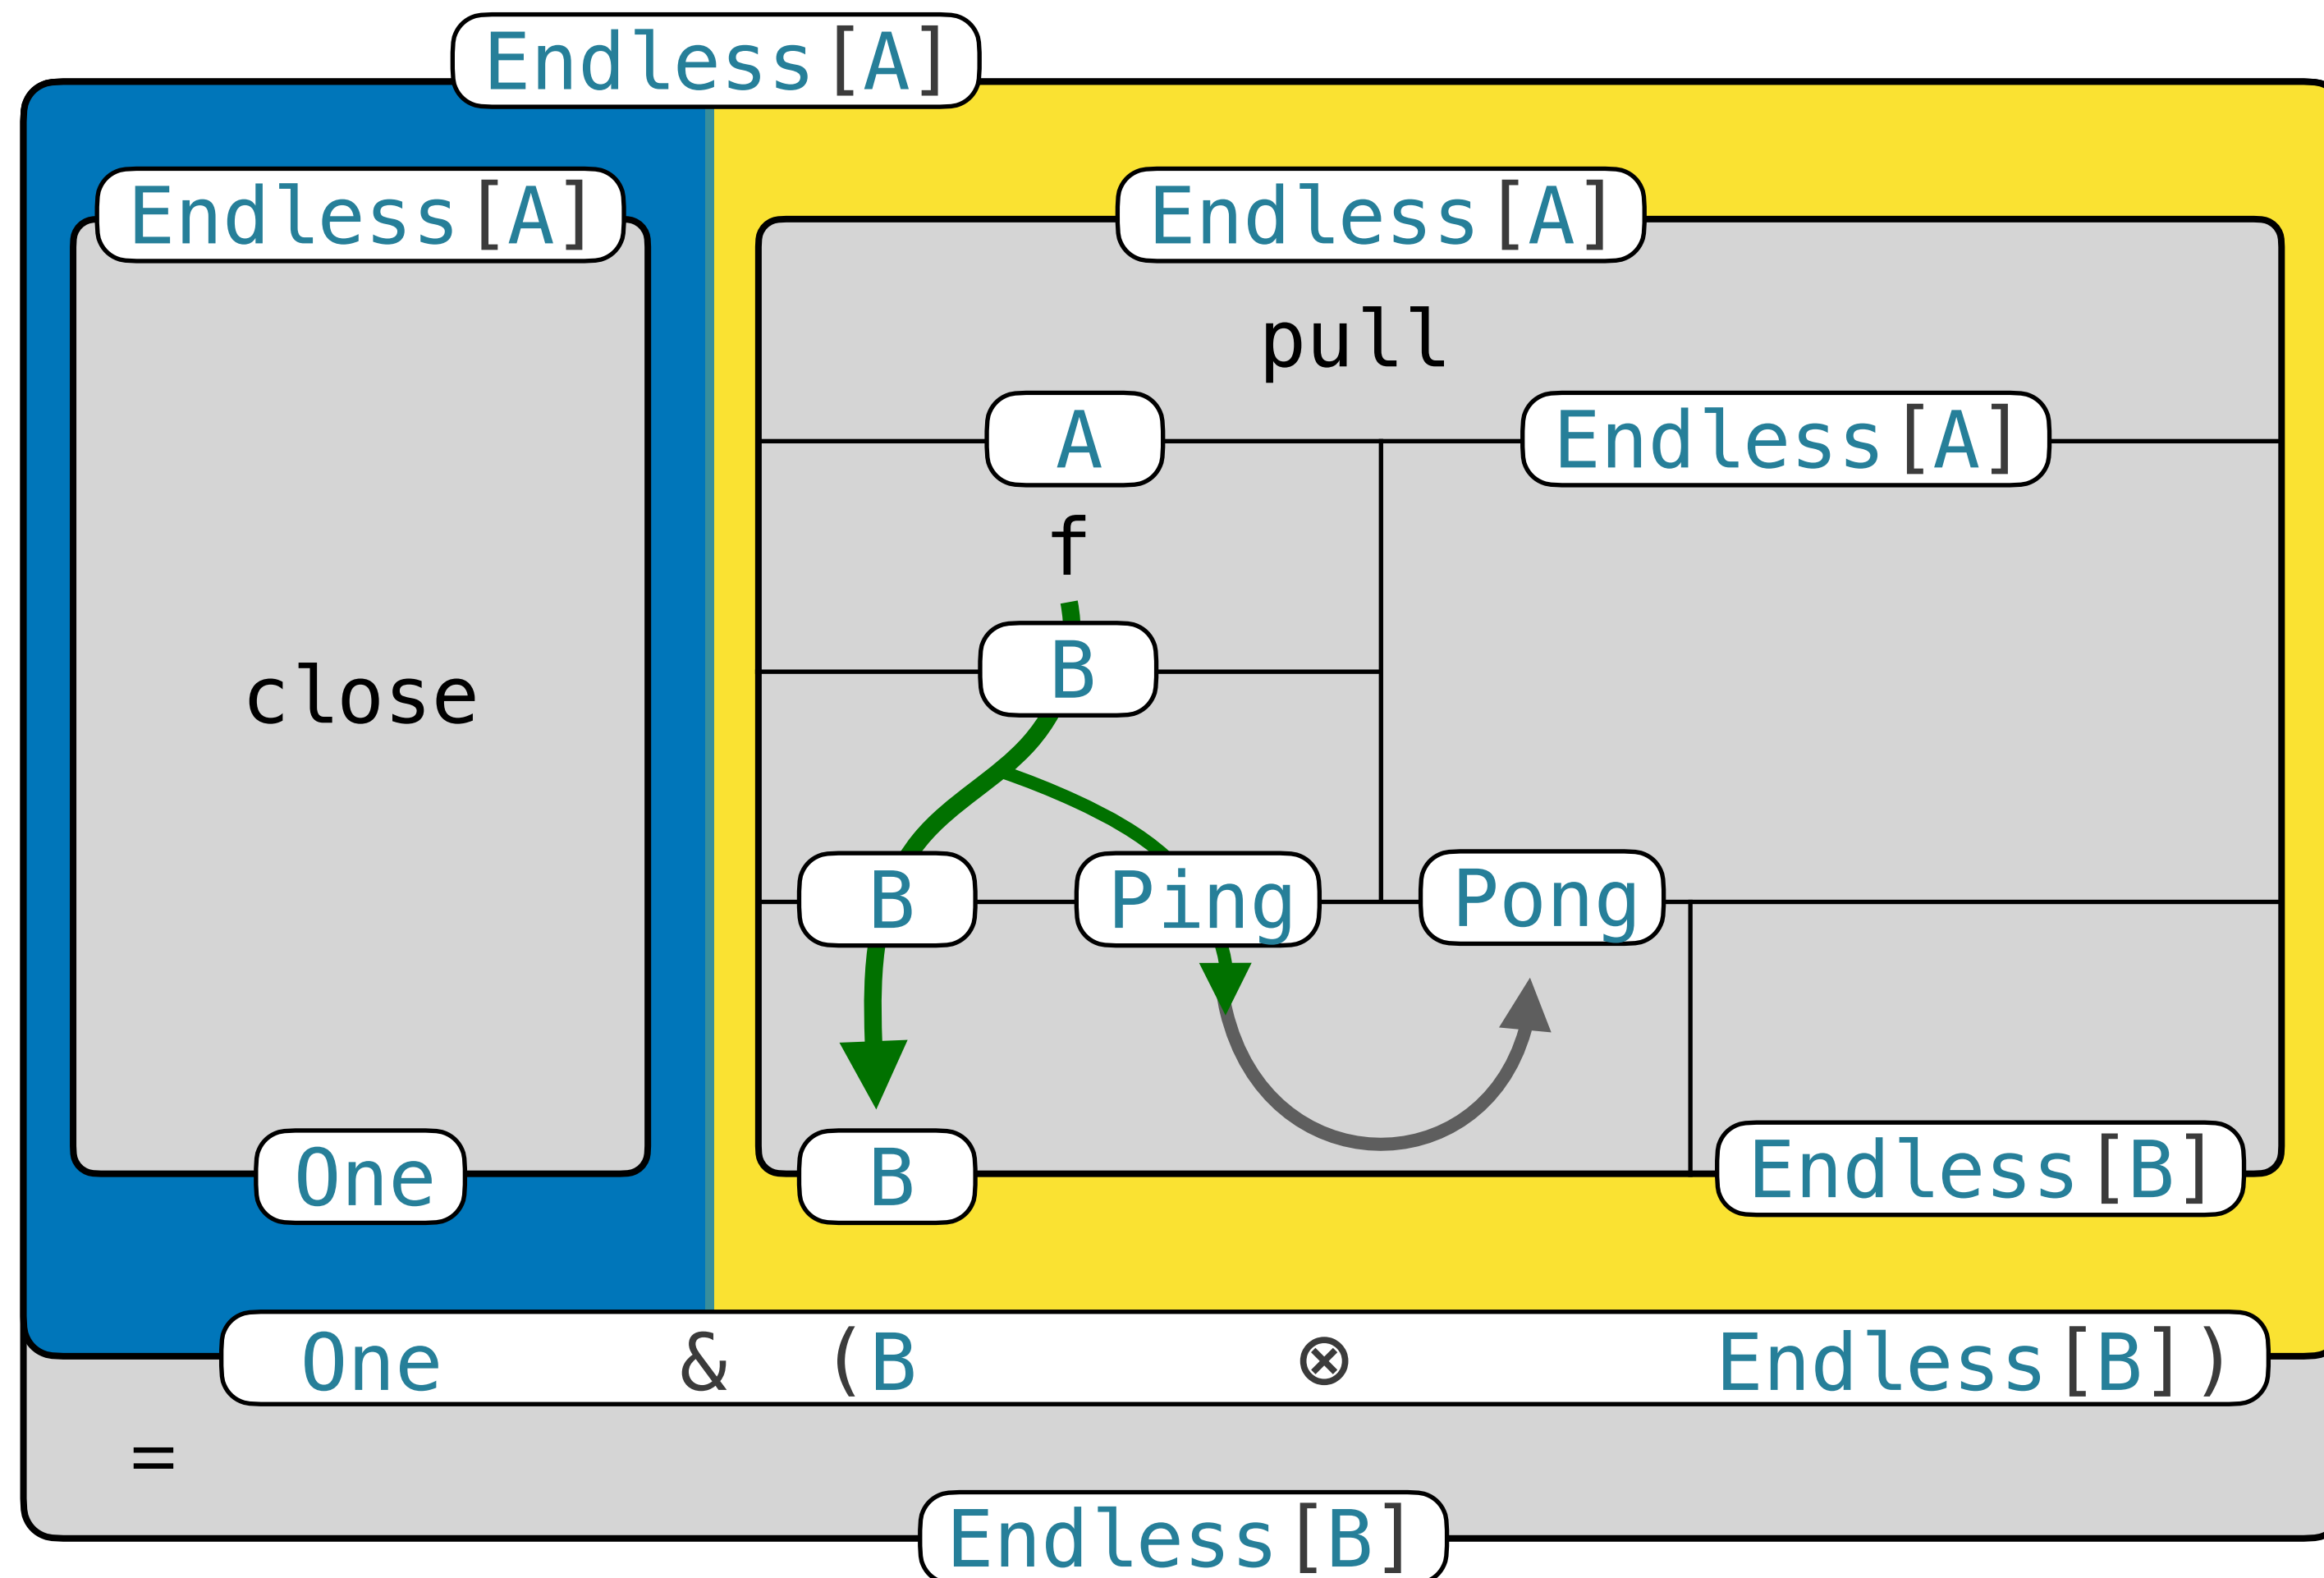 Endless[A]
Endless[A] Endless[A]
pull
A Endless[A]
f
B
close
B Ping Pong
One B Endless[B]
One & (B ⊗ Endless[B])
=
Endless[B]